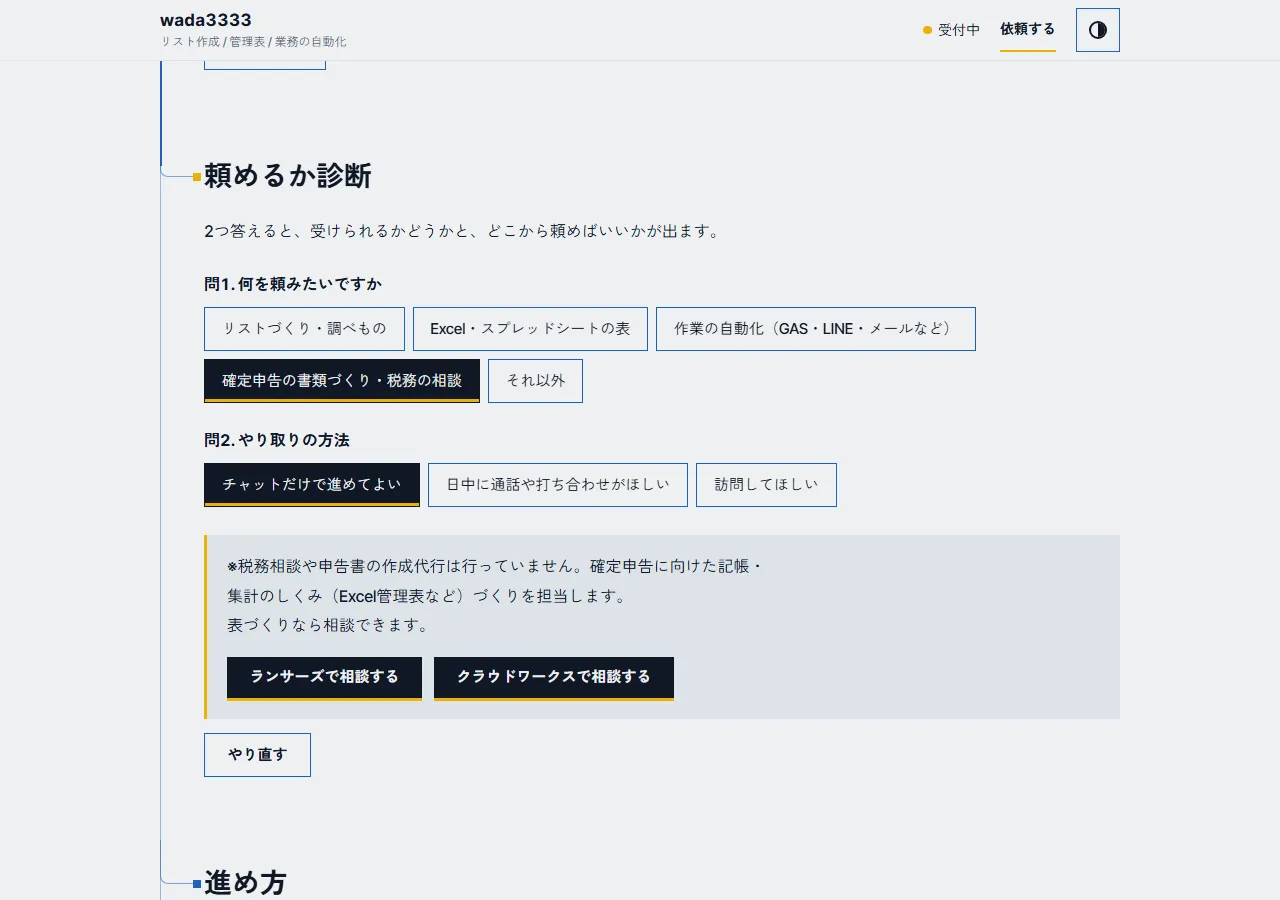 wada3333
リスト作成 / 管理表 / 業務の自動化
受付中
依頼する
頼めるか診断
2つ答えると、受けられるかどうかと、どこから頼めばいいかが出ます。
問1. 何を頼みたいですか
リストづくり・調べもの
Excel・スプレッドシートの表
作業の自動化（GAS・LINE・メールなど）
確定申告の書類づくり・税務の相談
それ以外
問2. やり取りの方法
チャットだけで進めてよい
日中に通話や打ち合わせがほしい
訪問してほしい
※税務相談や申告書の作成代行は行っていません。確定申告に向けた記帳・
集計のしくみ（Excel管理表など）づくりを担当します。
表づくりなら相談できます。
ランサーズで相談する
クラウドワークスで相談する
やり直す
進め方